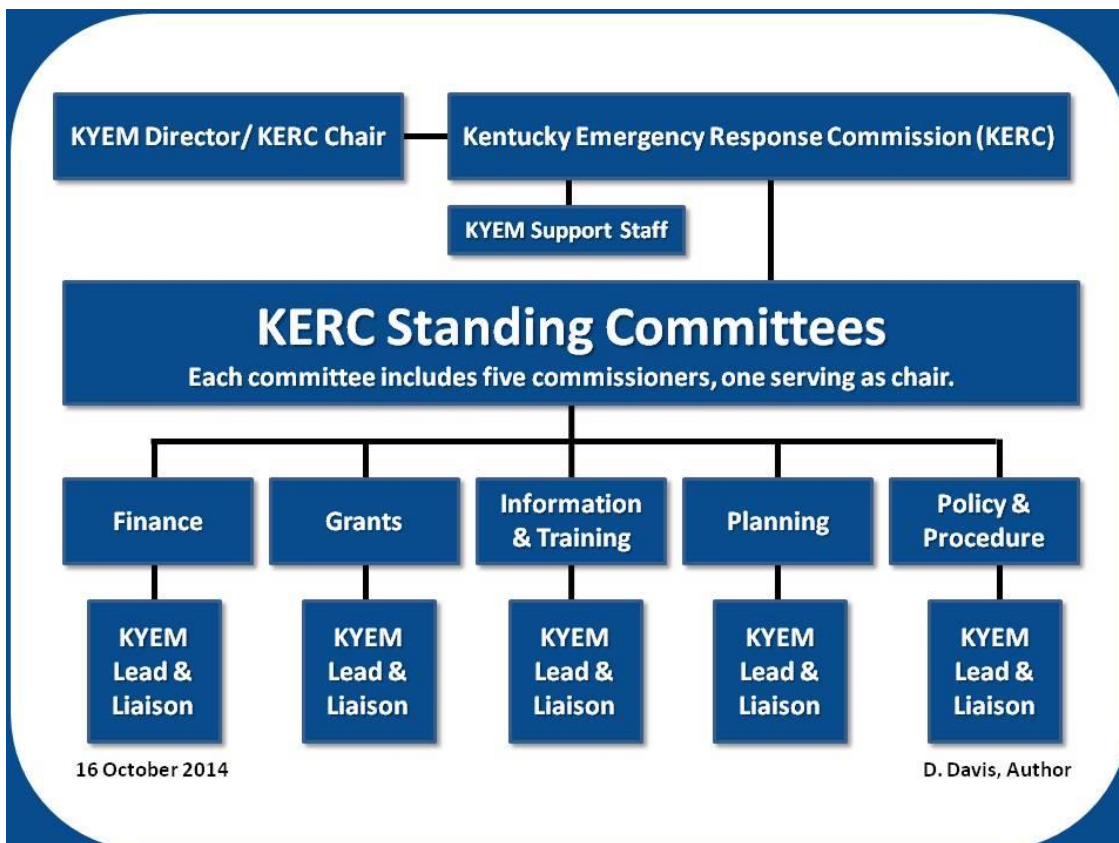 KYEM Director/ KERC Chair
Kentucky Emergency Response Commission (KERC)
KYEM Support Staff
KERC Standing Committees
Each committee includes five commissioners, one serving as chair.
Finance
Grants
Information
& Training
Planning
Policy &
Procedure
KYEM
Lead &
Liaison
KYEM
Lead &
Liaison
KYEM
Lead &
Liaison
KYEM
Lead &
Liaison
KYEM
Lead &
Liaison
16 October 2014
D. Davis, Author